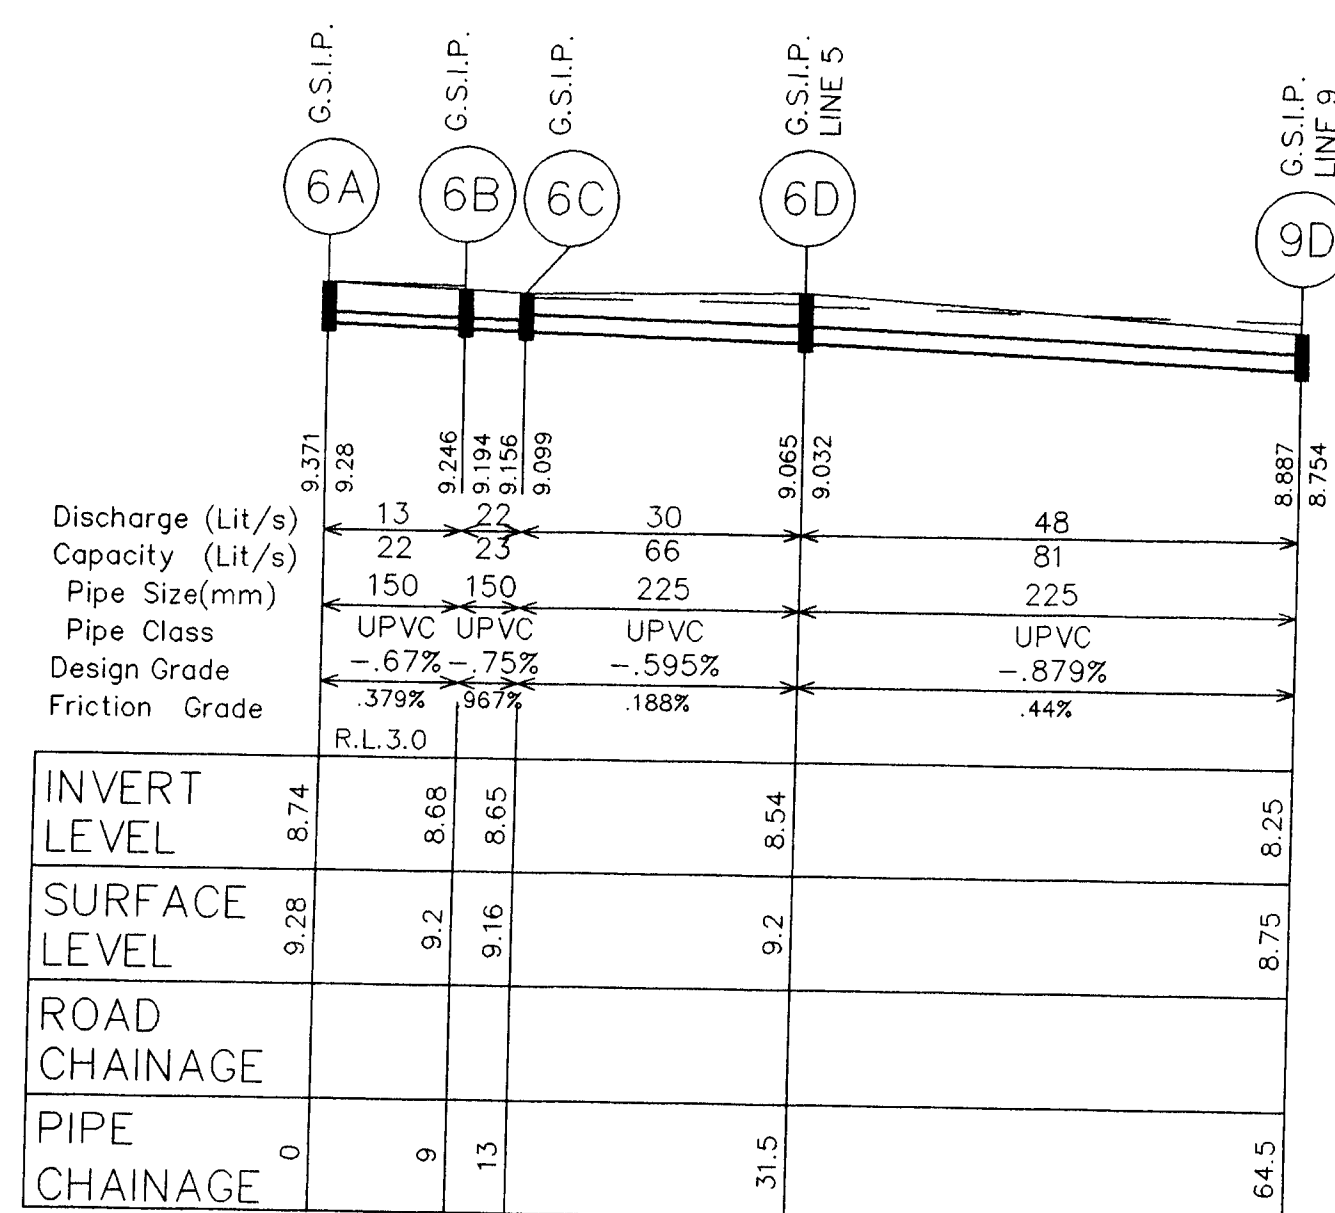 G.S.I.P.
G.S.I.P.
G.S.I.P.
G.S.I.P.
LINE 5
G.S.I.P.
LINE 9
6A
6B
6C
6D
9D
9.371
9.28
9.246
9.194
9.156
9.099
9.065
9.032
8.887
8.754
Discharge (Lit/s) 13 22 30 48
Capacity (Lit/s) 22 23 66 81
Pipe Size(mm) 150 150 225 225
Pipe Class UPVC UPVC UPVC UPVC
Design Grade -.67% -.75% -.595% -.879%
Friction Grade .379% .967% .188% .44%
R.L.3.0
INVERT
LEVEL
8.74 8.68 8.65 8.54 8.25
SURFACE
LEVEL
9.28 9.2 9.16 9.2 8.75
ROAD
CHAINAGE
PIPE
CHAINAGE
0 9 13 31.5 64.5